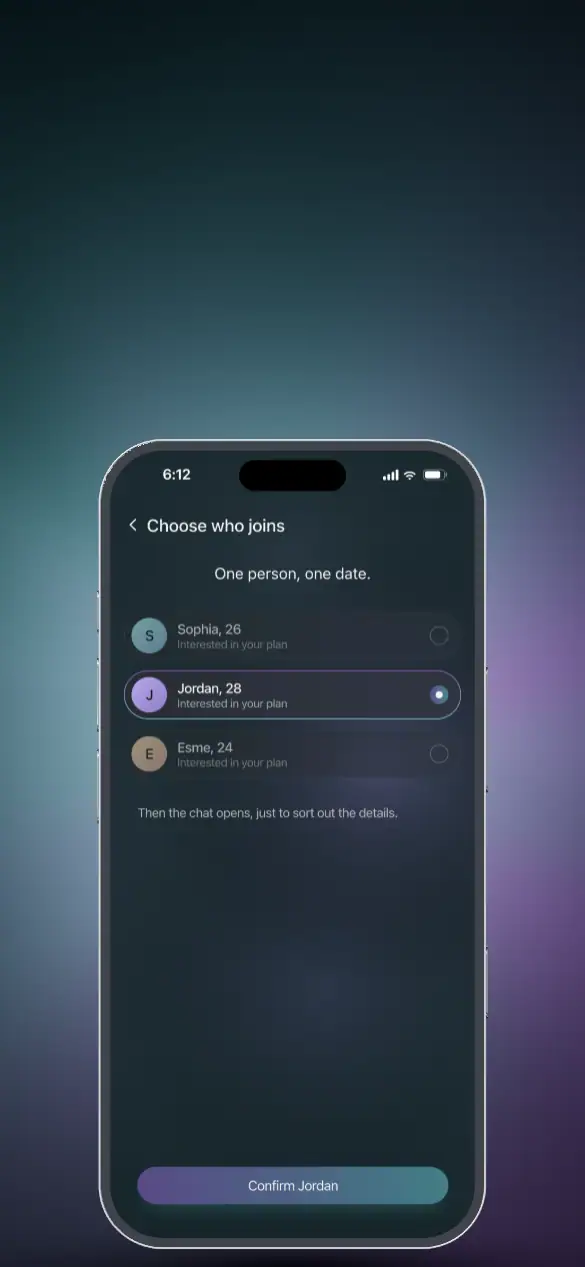 6:12
Choose who joins
One person, one date.
S
Sophia, 26
Interested in your plan
J
Jordan, 28
Interested in your plan
E
Esme, 24
Interested in your plan
Then the chat opens, just to sort out the details.
Confirm Jordan